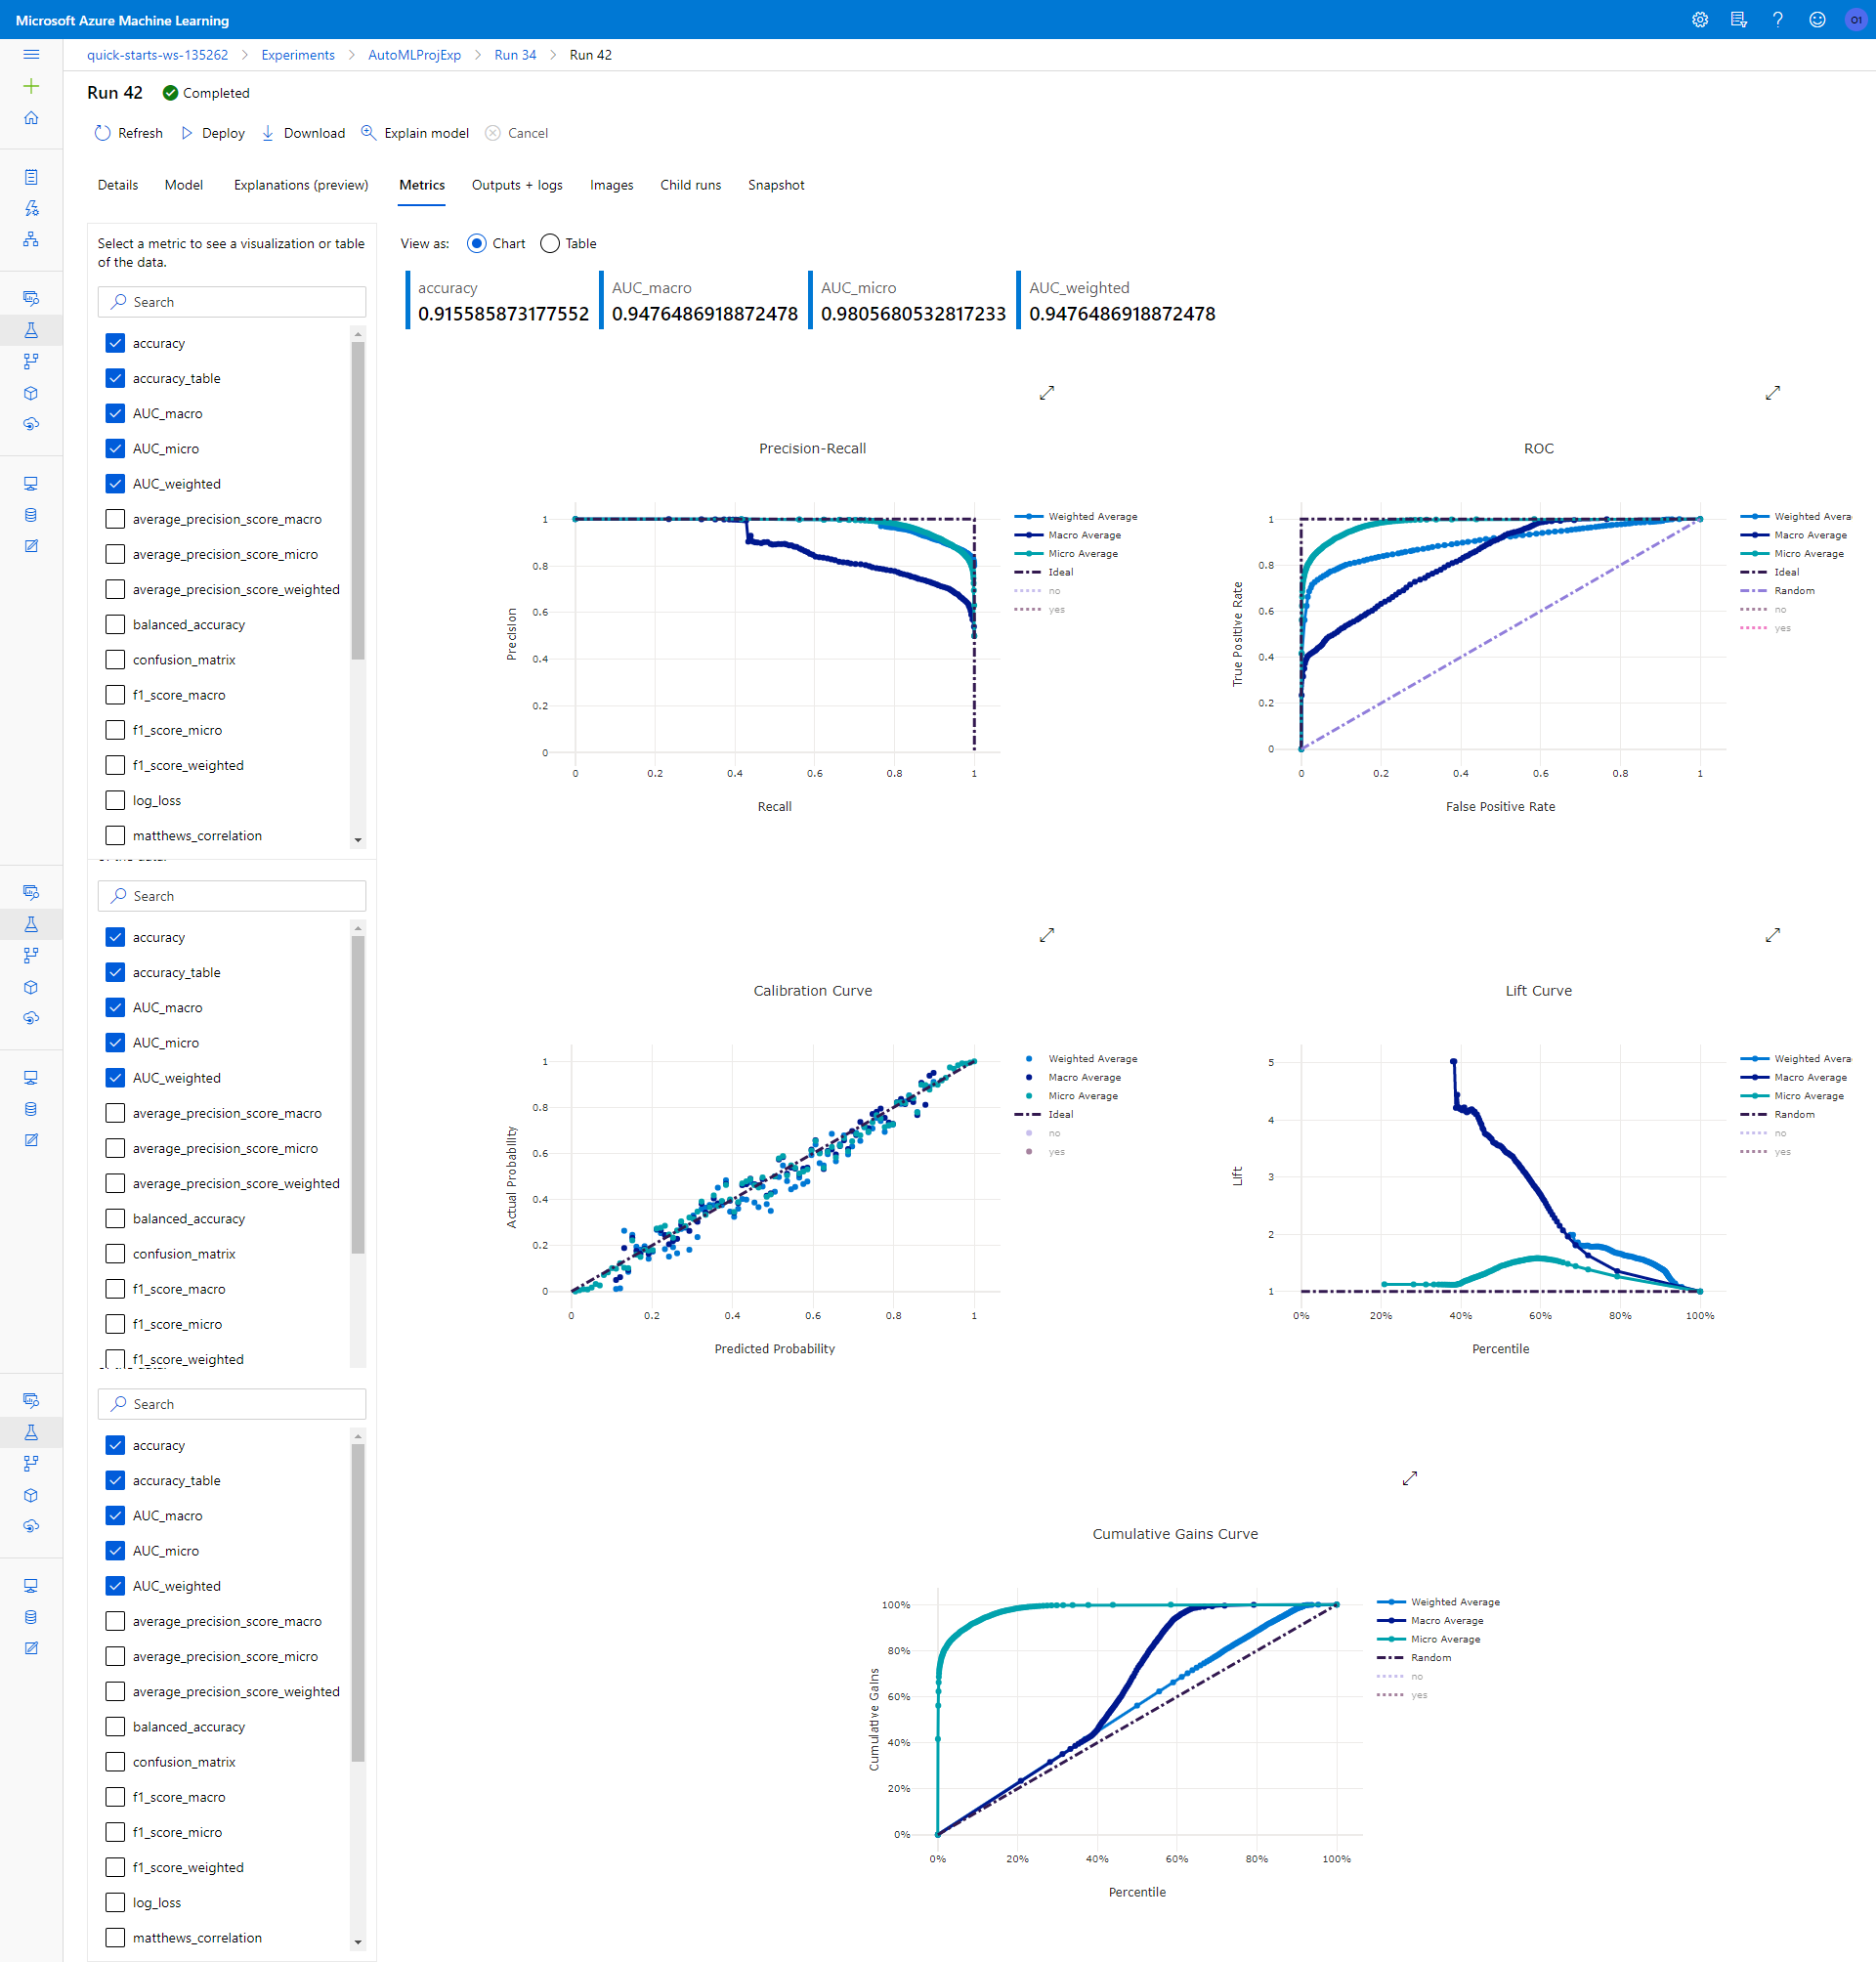 Microsoft Azure Machine Learning
O1
quick-starts-ws-135262 > Experiments > AutoMLProjExp > Run 34 > Run 42
Run 42 Completed
Refresh Deploy Download Explain model Cancel
Details Model Explanations (preview) Metrics Outputs + logs Images Child runs Snapshot
Select a metric to see a visualization or table
of the data.
Search
accuracy
accuracy_table
AUC_macro
AUC_micro
AUC_weighted
average_precision_score_macro
average_precision_score_micro
average_precision_score_weighted
balanced_accuracy
confusion_matrix
f1_score_macro
f1_score_micro
f1_score_weighted
log_loss
matthews_correlation
of the data.
Search
accuracy
accuracy_table
AUC_macro
AUC_micro
AUC_weighted
average_precision_score_macro
average_precision_score_micro
average_precision_score_weighted
balanced_accuracy
confusion_matrix
f1_score_macro
f1_score_micro
f1_score_weighted
of the data.
Search
accuracy
accuracy_table
AUC_macro
AUC_micro
AUC_weighted
average_precision_score_macro
average_precision_score_micro
average_precision_score_weighted
balanced_accuracy
confusion_matrix
f1_score_macro
f1_score_micro
f1_score_weighted
log_loss
matthews_correlation
View as: Chart Table
accuracy AUC_macro AUC_micro AUC_weighted
0.915585873177552 0.9476486918872478 0.9805680532817233 0.9476486918872478
Precision-Recall
1
0.8
0.6
0.4
0.2
0
Precision
0 0.2 0.4 0.6 0.8 1
Recall
Weighted Average
Macro Average
Micro Average
Ideal
no
yes
ROC
1
0.8
0.6
0.4
0.2
0
True Positive Rate
0 0.2 0.4 0.6 0.8 1
False Positive Rate
Weighted Avera
Macro Average
Micro Average
Ideal
Random
no
yes
Calibration Curve
1
0.8
0.6
0.4
0.2
0
Actual Probability
0 0.2 0.4 0.6 0.8 1
Predicted Probability
Weighted Average
Macro Average
Micro Average
Ideal
no
yes
Lift Curve
5
4
3
2
1
Lift
0% 20% 40% 60% 80% 100%
Percentile
Weighted Avera
Macro Average
Micro Average
Random
no
yes
Cumulative Gains Curve
100%
80%
60%
40%
20%
0%
Cumulative Gains
0% 20% 40% 60% 80% 100%
Percentile
Weighted Average
Macro Average
Micro Average
Random
no
yes